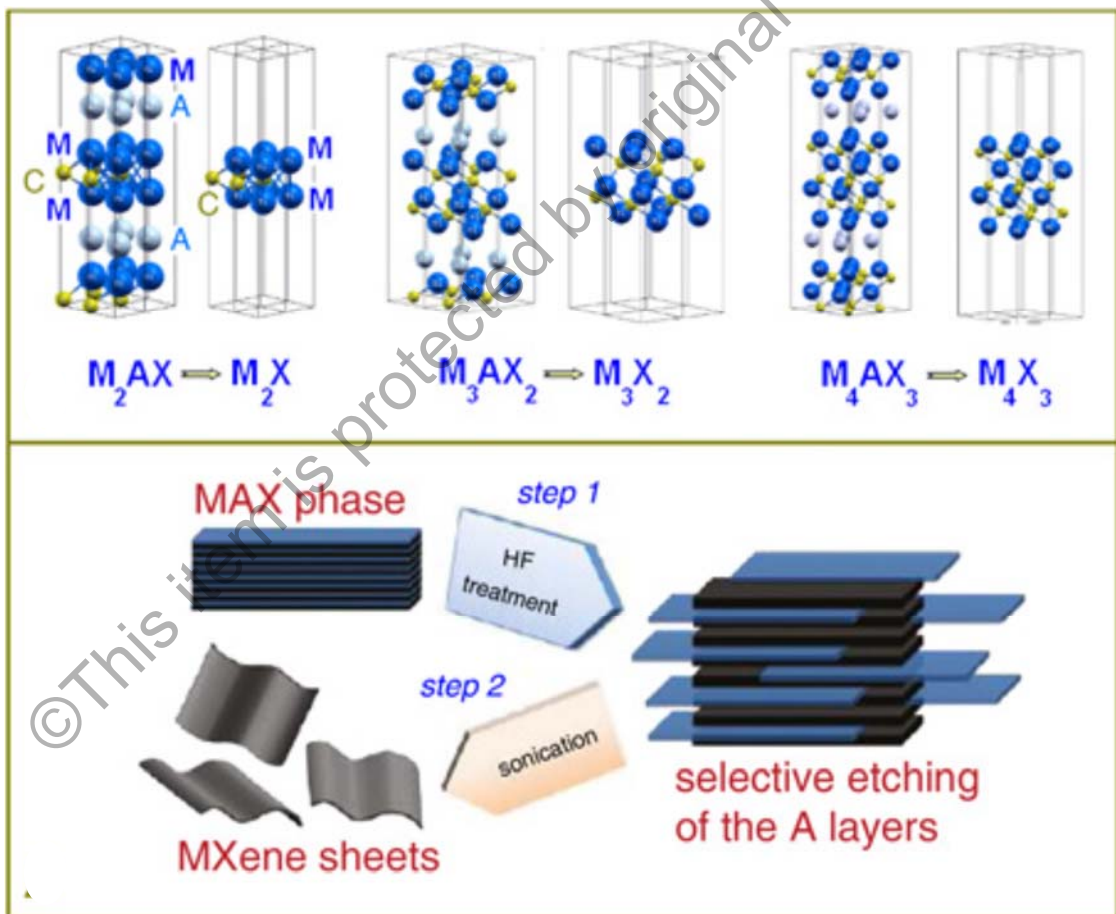 M
A
M
C
M
A
M
C
M
M₂AX ⇒ M₂X
M₃AX₂ ⇒ M₃X₂
M₄AX₃ ⇒ M₄X₃
MAX phase
step 1
HF
treatment
selective etching
of the A layers
step 2
sonication
MXene sheets
©This item is protected by original